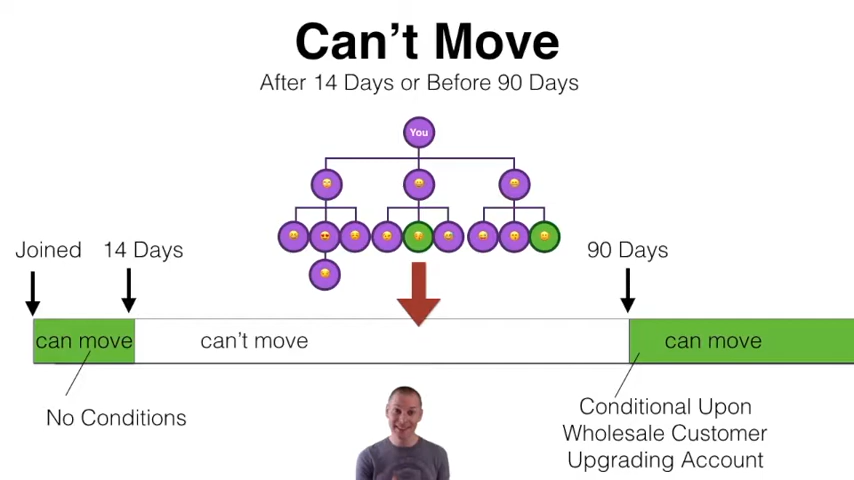 Can't Move
After 14 Days or Before 90 Days
You
Joined
14 Days
90 Days
can move
can't move
can move
No Conditions
Conditional Upon
Wholesale Customer
Upgrading Account